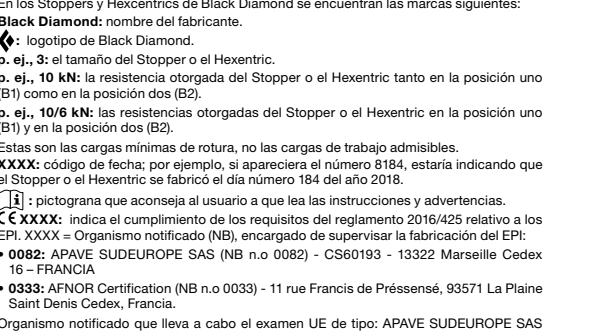 En los Stoppers y Hexcentrics de Black Diamond se encuentran las marcas siguientes:
Black Diamond: nombre del fabricante.
: logotipo de Black Diamond.
p. ej., 3: el tamaño del Stopper o el Hexentric.
p. ej., 10 kN: la resistencia otorgada del Stopper o el Hexentric tanto en la posición uno
(B1) como en la posición dos (B2).
p. ej., 10/6 kN: las resistencias otorgadas del Stopper o el Hexentric en la posición uno
(B1) y en la posición dos (B2).
Estas son las cargas mínimas de rotura, no las cargas de trabajo admisibles.
XXXX: código de fecha; por ejemplo, si apareciera el número 8184, estaría indicando que
el Stopper o el Hexentric se fabricó el día número 184 del año 2018.
i : pictograna que aconseja al usuario a que lea las instrucciones y advertencias.
CE XXXX: indica el cumplimiento de los requisitos del reglamento 2016/425 relativo a los
EPI. XXXX = Organismo notificado (NB), encargado de supervisar la fabricación del EPI:
• 0082: APAVE SUDEUROPE SAS (NB n.o 0082) - CS60193 - 13322 Marseille Cedex
16 – FRANCIA
• 0333: AFNOR Certification (NB n.o 0033) - 11 rue Francis de Préssensé, 93571 La Plaine
Saint Denis Cedex, Francia.
Organismo notificado que lleva a cabo el examen UE de tipo: APAVE SUDEUROPE SAS